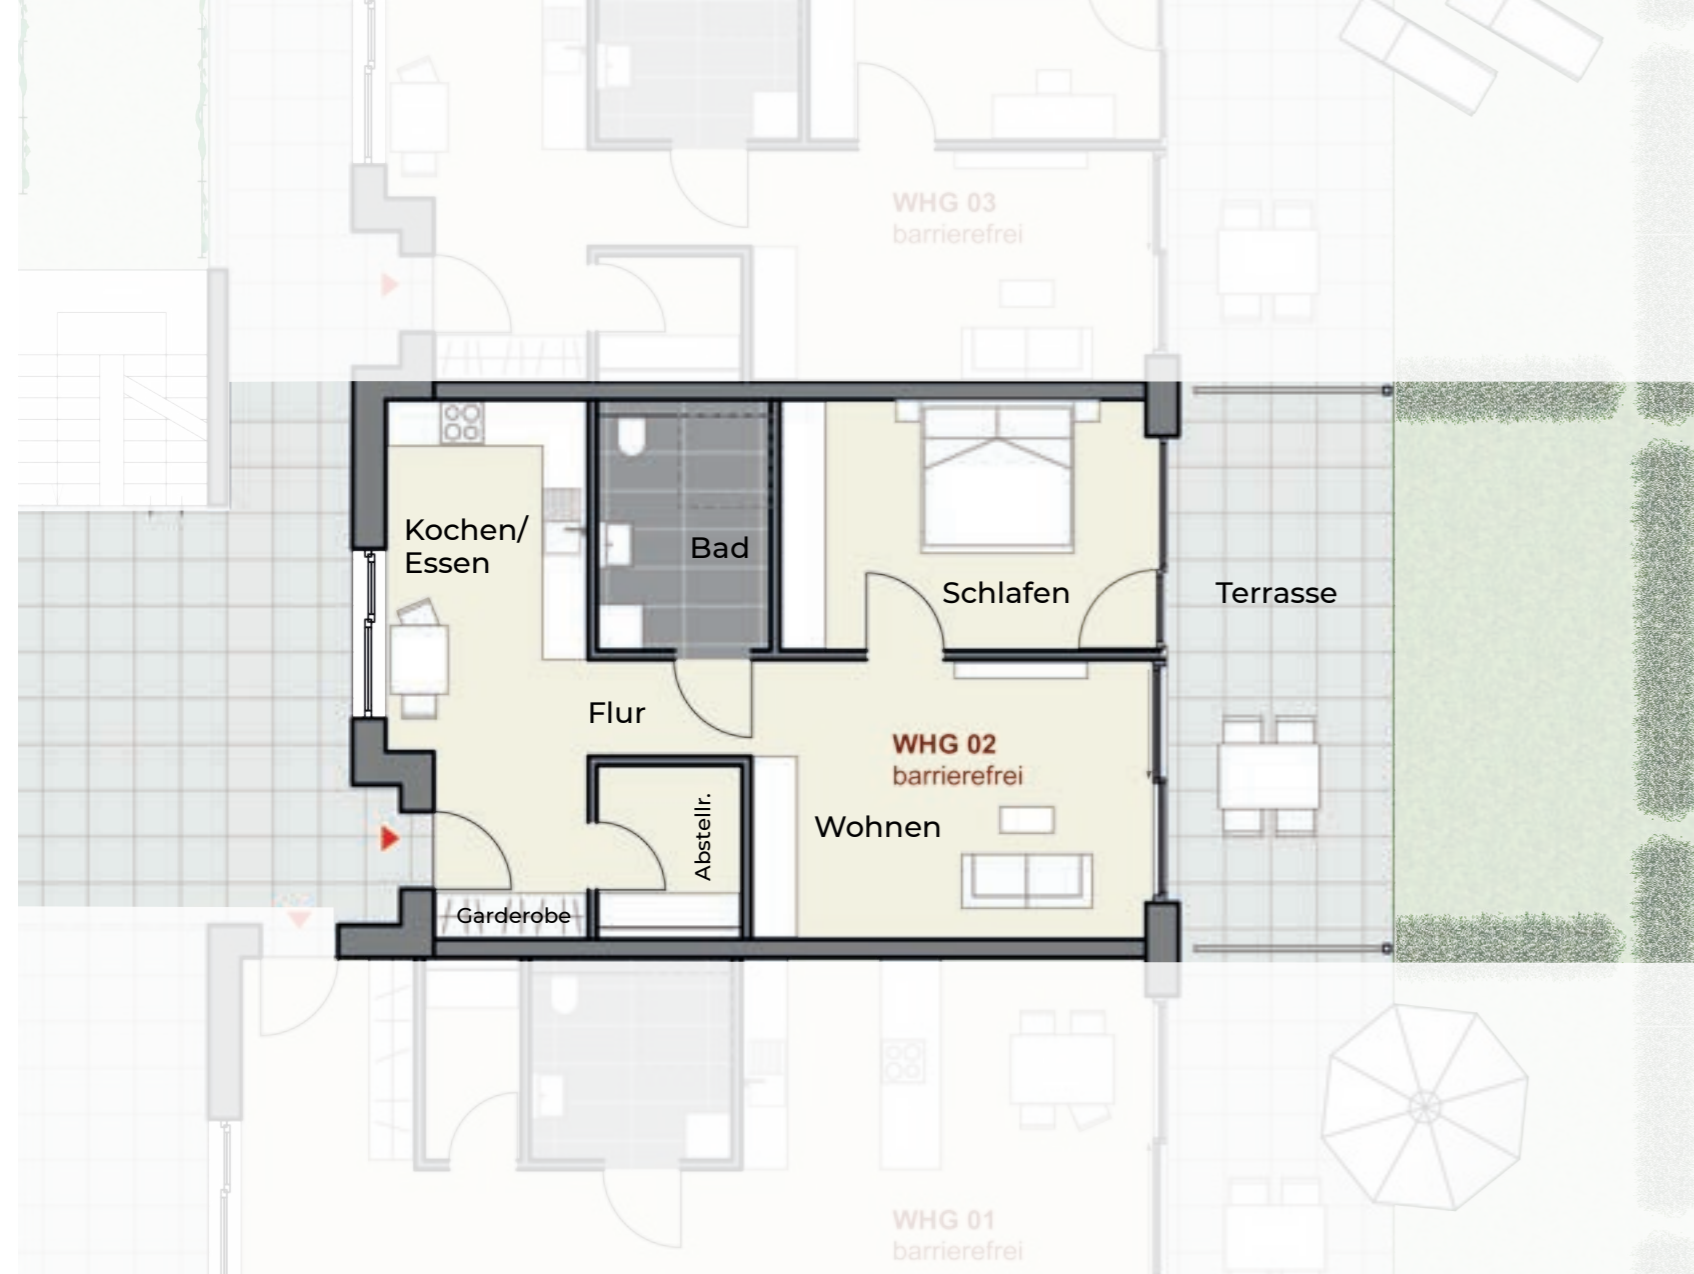 WHG 03
barrierefrei
Kochen/
Essen
Bad
Schlafen
Terrasse
Flur
WHG 02
barrierefrei
Wohnen
Abstellr.
Garderobe
WHG 01
barrierefrei